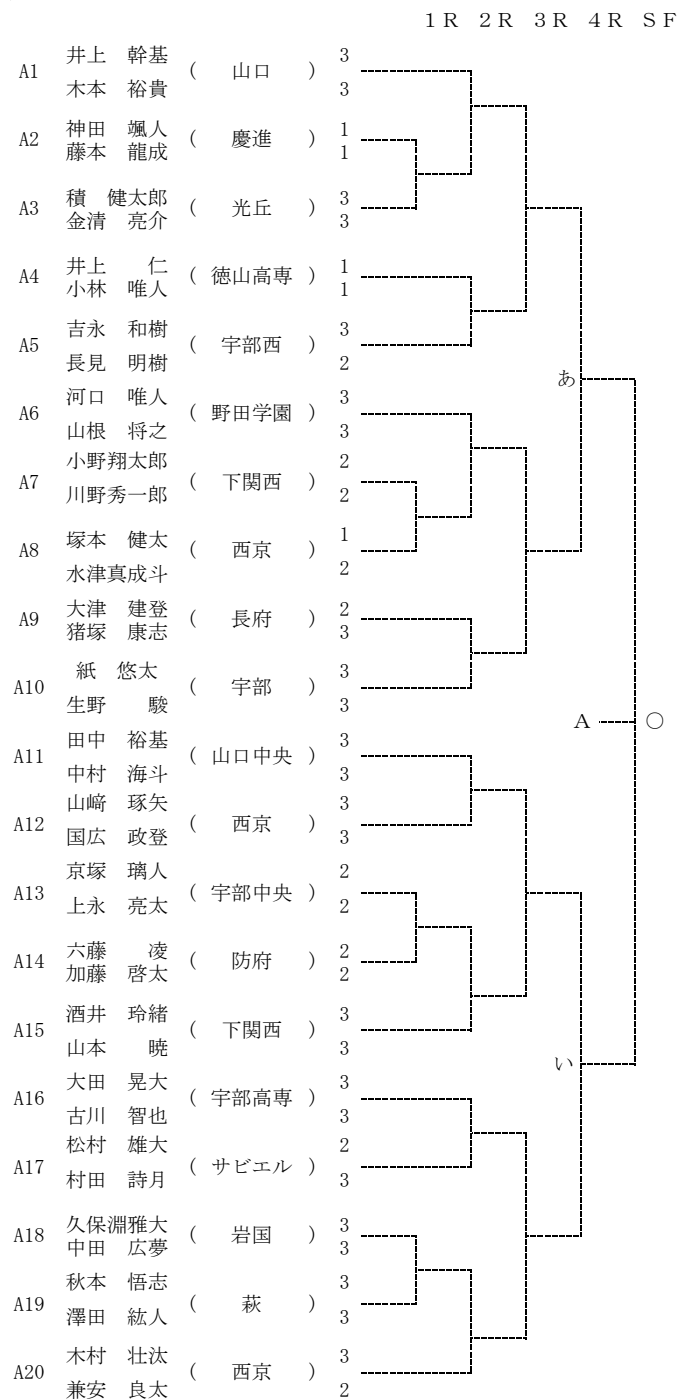 １Ｒ ２Ｒ ３Ｒ ４Ｒ ＳＦ
井上　幹基 3
A1 （ 山口 ）
木本　裕貴 3
神田　颯人 1
A2 （ 慶進 ）
藤本　龍成 1
積　健太郎 3
A3 （ 光丘 ）
金清　亮介 3
井上　　仁 1
A4 （ 徳山高専 ）
小林　唯人 1
吉永　和樹 3
A5 （ 宇部西 ）
長見　明樹 2
あ
河口　唯人 3
A6 （ 野田学園 ）
山根　将之 3
小野翔太郎 2
A7 （ 下関西 ）
川野秀一郎 2
塚本　健太 1
A8 （ 西京 ）
水津真成斗 2
大津　建登 2
A9 （ 長府 ）
猪塚　康志 3
紙　悠太 3
A10 （ 宇部 ）
生野　　駿 3
Ａ ○
田中　裕基 3
A11 （ 山口中央 ）
中村　海斗 3
山﨑　琢矢 3
A12 （ 西京 ）
国広　政登 3
京塚　璃人 2
A13 （ 宇部中央 ）
上永　亮太 2
六藤　　凌 2
A14 （ 防府 ）
加藤　啓太 2
酒井　玲緒 3
A15 （ 下関西 ）
山本　　暁 3
い
大田　晃大 3
A16 （ 宇部高専 ）
古川　智也 3
松村　雄大 2
A17 （ サビエル ）
村田　詩月 3
久保淵雅大 3
A18 （ 岩国 ）
中田　広夢 3
秋本　悟志 3
A19 （ 萩 ）
澤田　紘人 3
木村　壮汰 3
A20 （ 西京 ）
兼安　良太 2